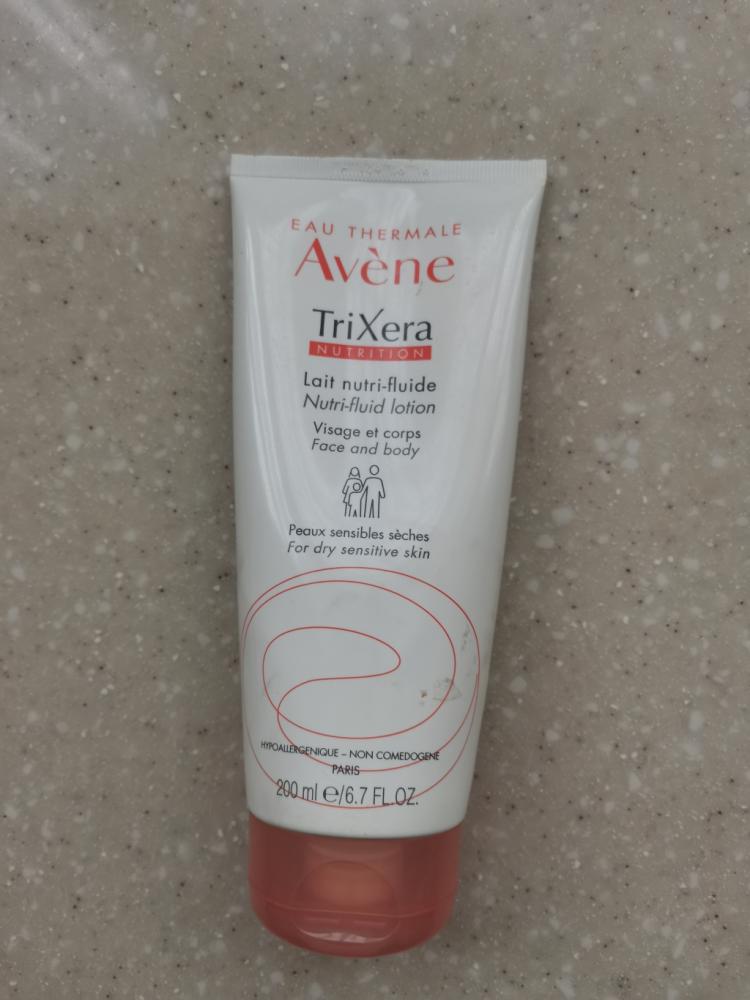 EAU THERMALE
Avène
TriXera
NUTRITION
Lait nutri-fluide
Nutri-fluid lotion
Visage et corps
Face and body
Peaux sensibles sèches
For dry sensitive skin
HYPOALLERGENIQUE – NON COMEDOGENE
PARIS
200 ml ℮/6.7 FL.OZ.